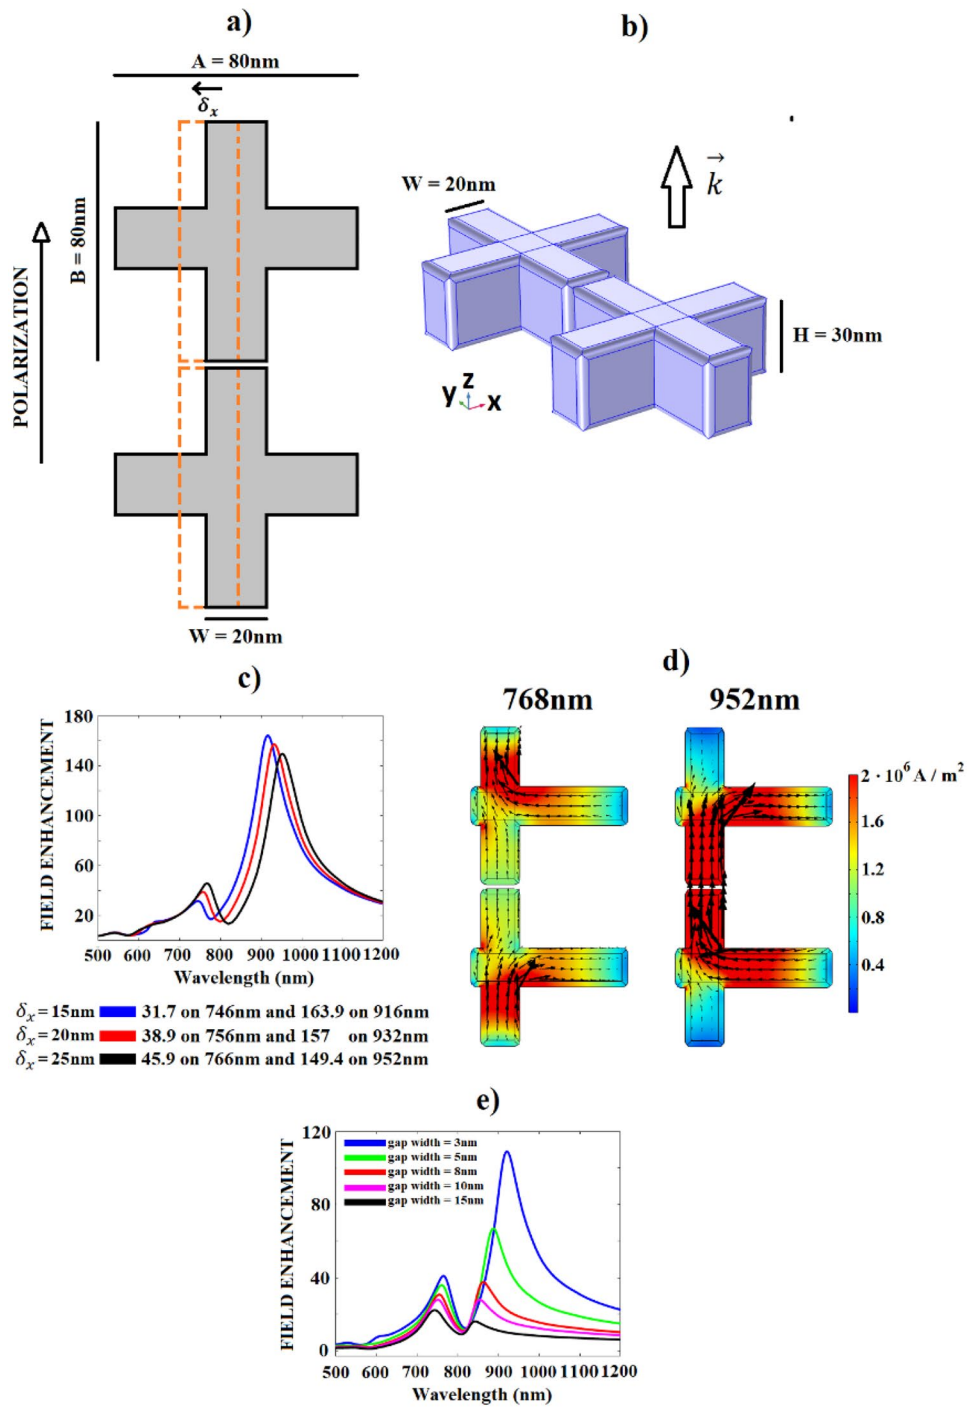 a)
A = 80nm
δx
B = 80nm
POLARIZATION
W = 20nm
b)
W = 20nm
k
H = 30nm
y z x
c)
FIELD ENHANCEMENT
180
140
100
60
20
500 600 700 800 900 1000 1100 1200
Wavelength (nm)
δx = 15nm 31.7 on 746nm and 163.9 on 916nm
δx = 20nm 38.9 on 756nm and 157 on 932nm
δx = 25nm 45.9 on 766nm and 149.4 on 952nm
d)
768nm 952nm
2 · 10⁶ A / m²
1.6
1.2
0.8
0.4
e)
FIELD ENHANCEMENT
120
80
40
0
gap width = 3nm
gap width = 5nm
gap width = 8nm
gap width = 10nm
gap width = 15nm
500 600 700 800 900 1000 1100 1200
Wavelength (nm)